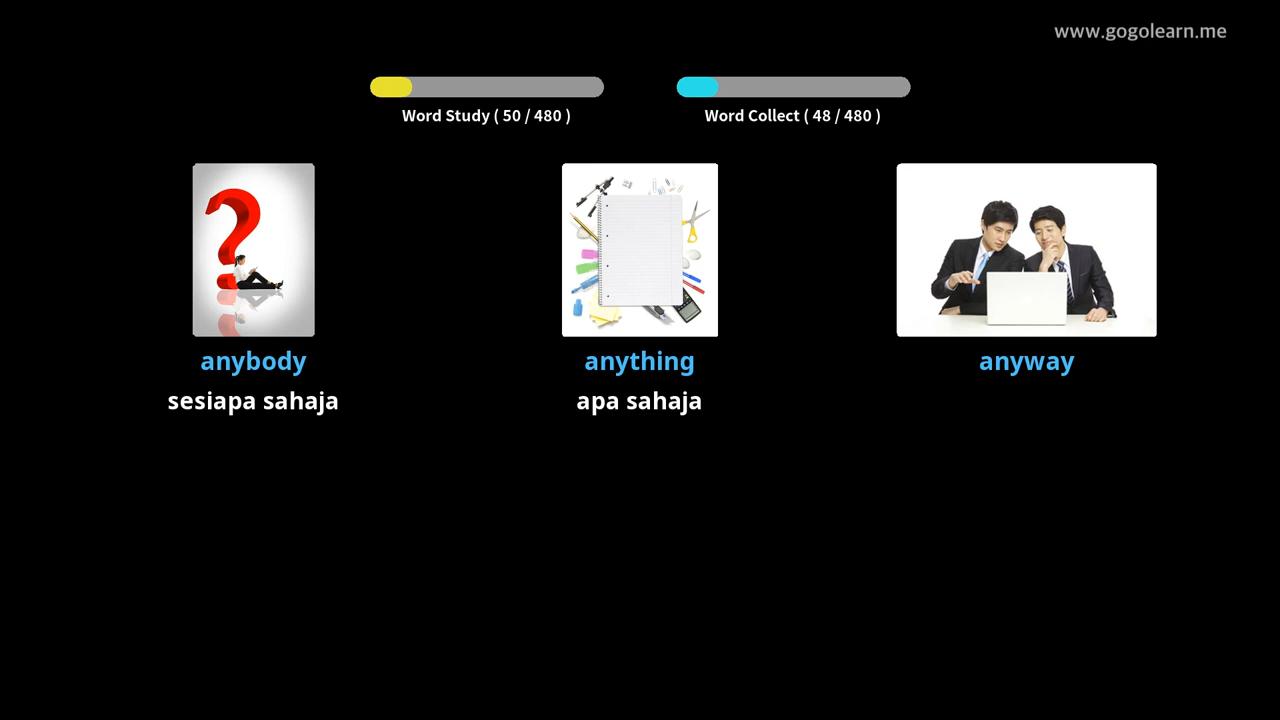 www.gogolearn.me
Word Study ( 50 / 480 )
Word Collect ( 48 / 480 )
anybody
sesiapa sahaja
anything
apa sahaja
anyway